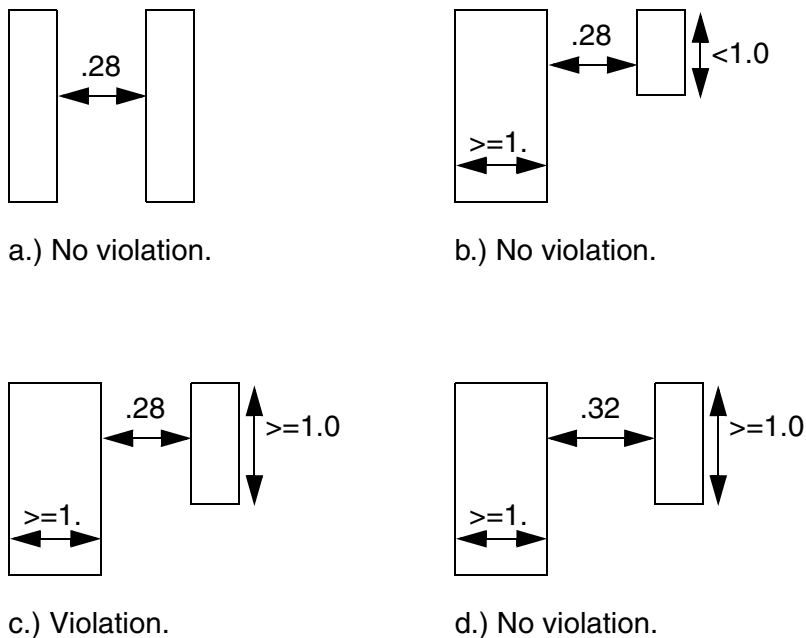 .28
a.) No violation.
.28
<1.0
>=1.
b.) No violation.
.28
>=1.0
>=1.
c.) Violation.
.32
>=1.0
>=1.
d.) No violation.